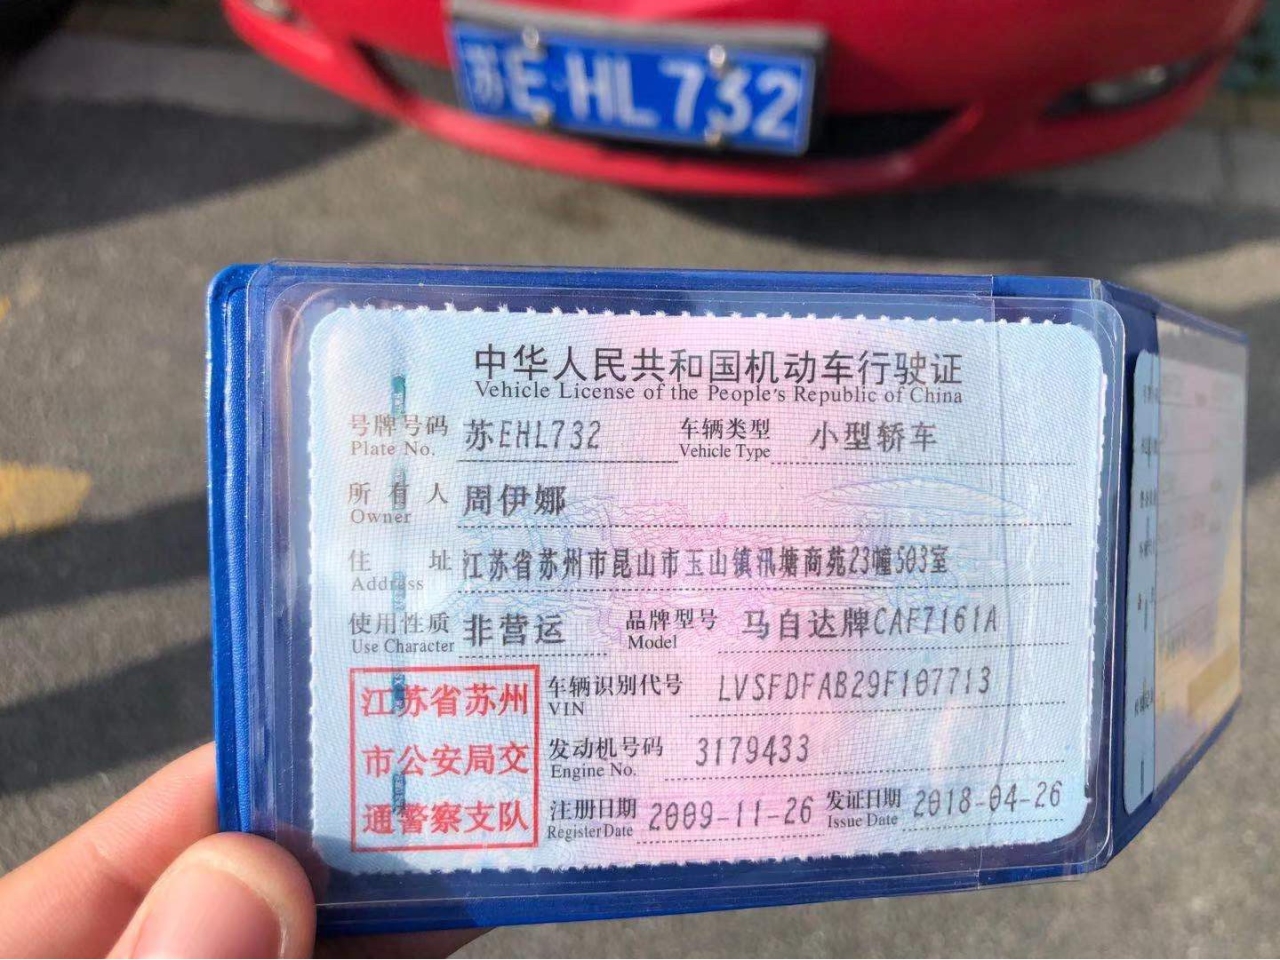 苏E·HL732
中华人民共和国机动车行驶证
Vehicle License of the People's Republic of China
号牌号码 苏EHL732 车辆类型 小型轿车
Plate No. Vehicle Type
所有人 周伊娜
Owner
住址 江苏省苏州市昆山市玉山镇汛塘商苑23幢503室
Address
使用性质 非营运 品牌型号 马自达牌CAF7161A
Use Character Model
江苏省苏州
市公安局交
通警察支队
车辆识别代号 LVSFDFAB29F107713
VIN
发动机号码 3179433
Engine No.
注册日期 2009-11-26 发证日期 2018-04-26
Register Date Issue Date